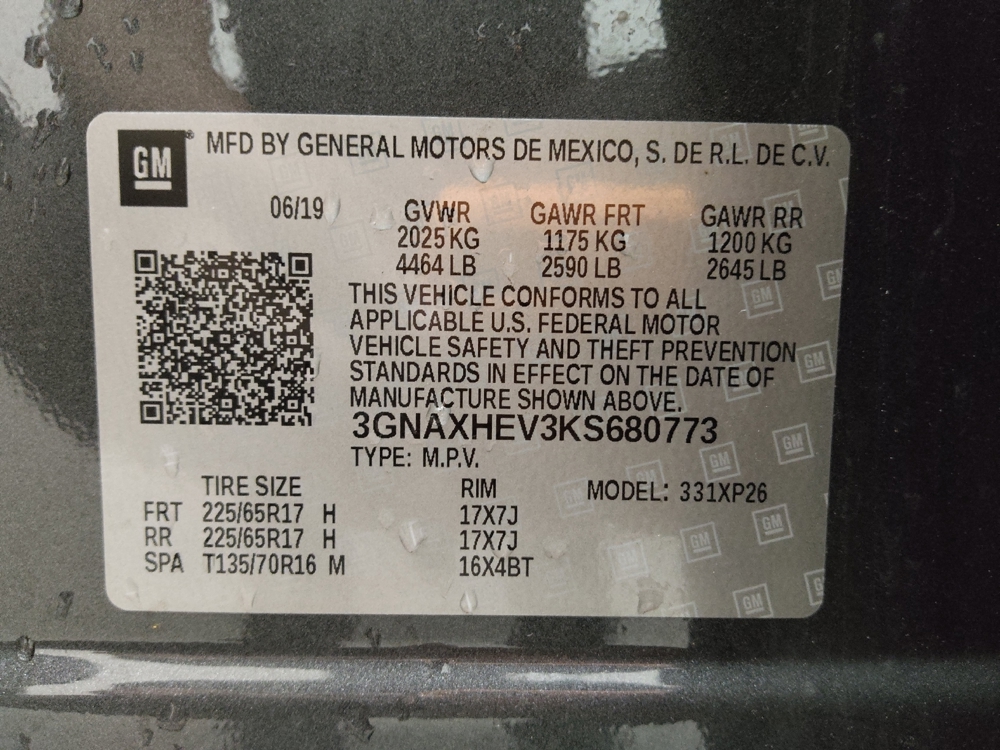 GM MFD BY GENERAL MOTORS DE MEXICO, S. DE R.L. DE C.V.
06/19 GVWR GAWR FRT GAWR RR
2025 KG 1175 KG 1200 KG
4464 LB 2590 LB 2645 LB
THIS VEHICLE CONFORMS TO ALL
APPLICABLE U.S. FEDERAL MOTOR
VEHICLE SAFETY AND THEFT PREVENTION
STANDARDS IN EFFECT ON THE DATE OF
MANUFACTURE SHOWN ABOVE.
3GNAXHEV3KS680773
TYPE: M.P.V.
TIRE SIZE RIM MODEL: 331XP26
FRT 225/65R17 H 17X7J
RR 225/65R17 H 17X7J
SPA T135/70R16 M 16X4BT